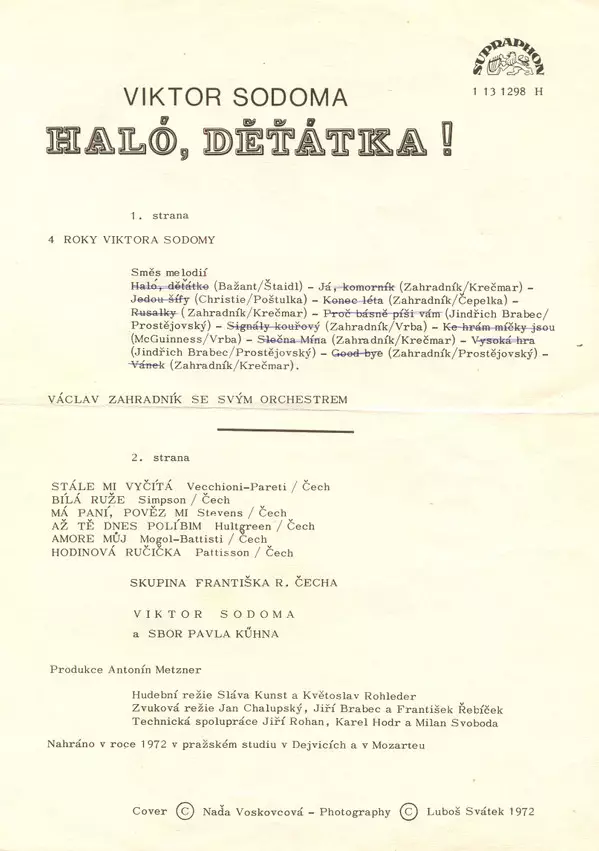 SUPRAPHON
1 13 1298 H
VIKTOR SODOMA
HALÓ, DĚŤÁTKA!
1. strana
4 ROKY VIKTORA SODOMY
Směs melodií
Haló, děťátko (Bažant/Štaidl) – Já, komorník (Zahradník/Krečmar) –
Jedou šífy (Christie/Poštulka) – Konec léta (Zahradník/Čepelka) –
Rusalky (Zahradník/Krečmar) – Proč básně píši vám (Jindřich Brabec/
Prostějovský) – Signály kouřový (Zahradník/Vrba) – Ke hrám míčky jsou
(McGuinness/Vrba) – Slečna Mína (Zahradník/Krečmar) – Vysoká hra
(Jindřich Brabec/Prostějovský) – Good bye (Zahradník/Prostějovský) –
Vánek (Zahradník/Krečmar).
VÁCLAV ZAHRADNÍK SE SVÝM ORCHESTREM
2. strana
STÁLE MI VYČÍTÁ Vecchioni-Pareti / Čech
BÍLÁ RUŽE Simpson / Čech
MÁ PANÍ, POVĚZ MI Stevens / Čech
AŽ TĚ DNES POLÍBIM Hultgreen / Čech
AMORE MŮJ Mogol-Battisti / Čech
HODINOVÁ RUČIČKA Pattisson / Čech
SKUPINA FRANTIŠKA R. ČECHA
VIKTOR SODOMA
a SBOR PAVLA KŰHNA
Produkce Antonín Metzner
Hudební režie Sláva Kunst a Květoslav Rohleder
Zvuková režie Jan Chalupský, Jiří Brabec a František Řebíček
Technická spolupráce Jiří Rohan, Karel Hodr a Milan Svoboda
Nahráno v roce 1972 v pražském studiu v Dejvicích a v Mozarteu
Cover © Naďa Voskovcová – Photography © Luboš Svátek 1972